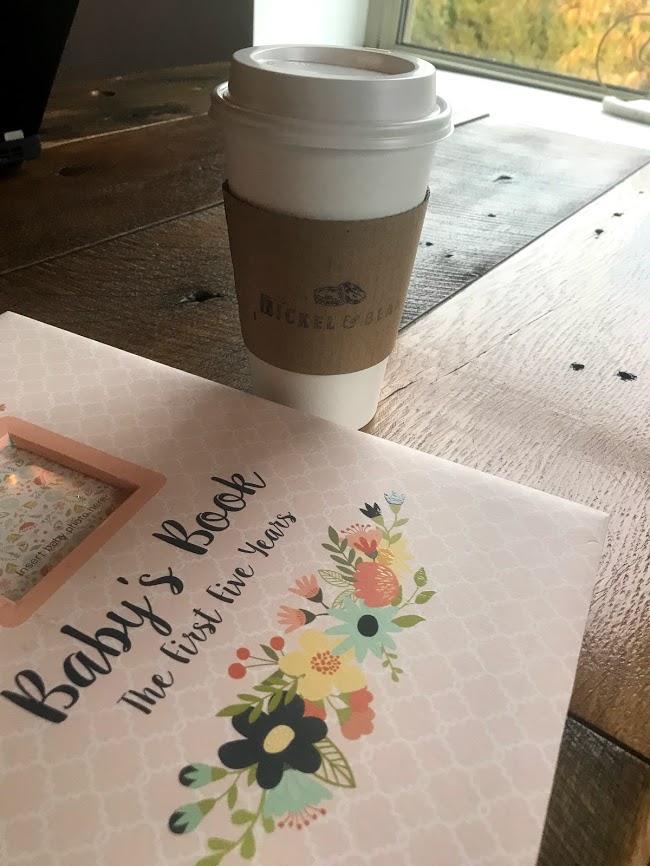 NICKEL & BEAN
insert baby photo here
Baby's Book
The First Five Years